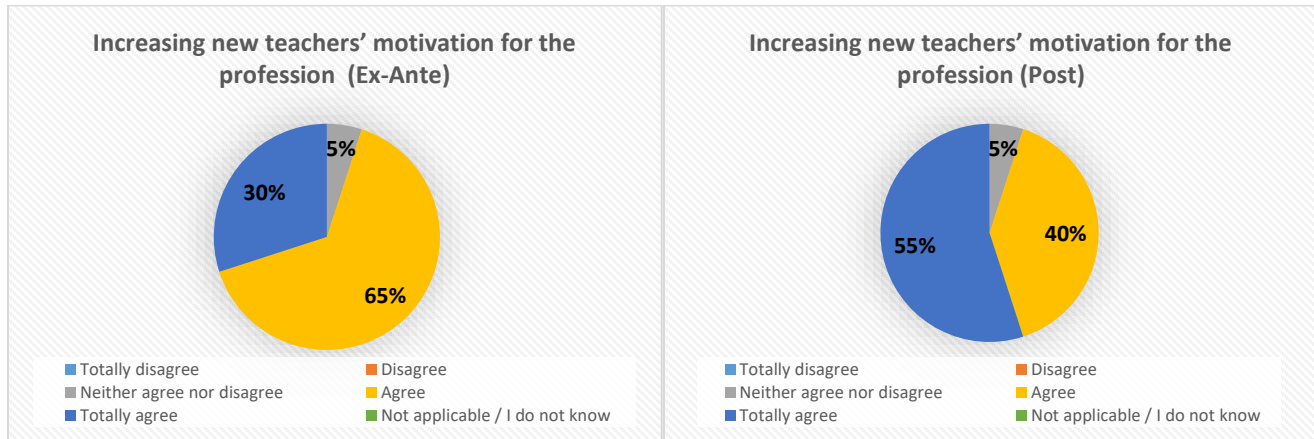 Increasing new teachers’ motivation for the
profession (Ex-Ante)
5%
30%
65%
Totally disagree
Disagree
Neither agree nor disagree
Agree
Totally agree
Not applicable / I do not know
Increasing new teachers’ motivation for the
profession (Post)
5%
55%
40%
Totally disagree
Disagree
Neither agree nor disagree
Agree
Totally agree
Not applicable / I do not know